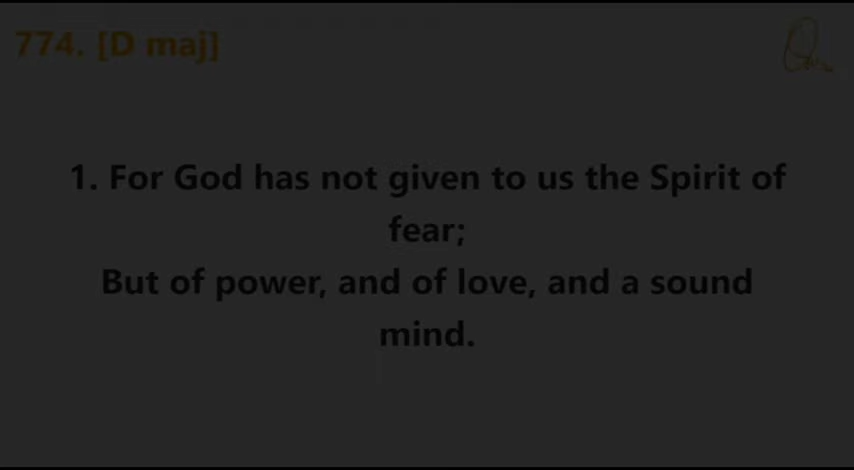 774. [D maj]
1. For God has not given to us the Spirit of
fear;
But of power, and of love, and a sound
mind.